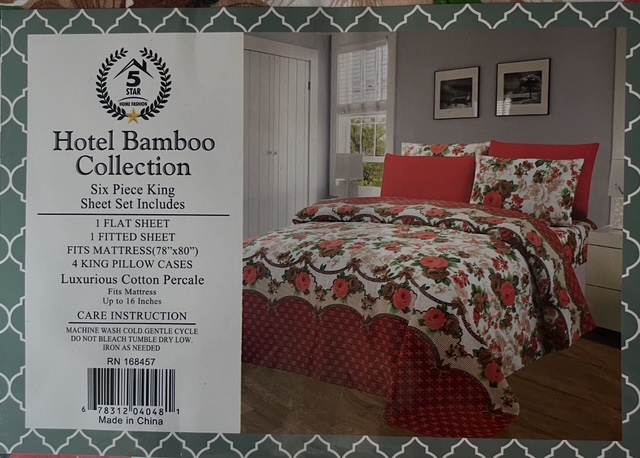 5
STAR
HOME FASHION
Hotel Bamboo
Collection
Six Piece King
Sheet Set Includes
1 FLAT SHEET
1 FITTED SHEET
FITS MATTRESS(78"x80")
4 KING PILLOW CASES
Luxurious Cotton Percale
Fits Mattress
Up to 16 Inches
CARE INSTRUCTION
MACHINE WASH COLD.GENTLE CYCLE
DO NOT BLEACH TUMBLE DRY LOW.
IRON AS NEEDED
RN 168457
6 78312 04048 1
Made in China